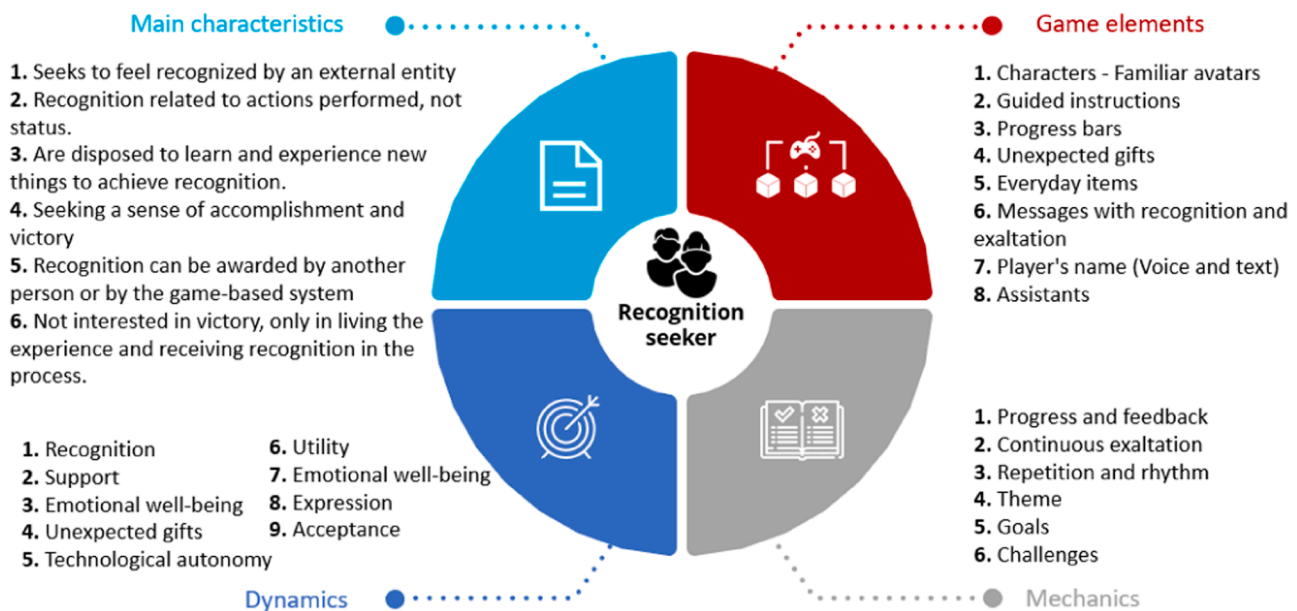 Main characteristics
1. Seeks to feel recognized by an external entity
2. Recognition related to actions performed, not
status.
3. Are disposed to learn and experience new
things to achieve recognition.
4. Seeking a sense of accomplishment and
victory
5. Recognition can be awarded by another
person or by the game-based system
6. Not interested in victory, only in living the
experience and receiving recognition in the
process.
Game elements
1. Characters - Familiar avatars
2. Guided instructions
3. Progress bars
4. Unexpected gifts
5. Everyday items
6. Messages with recognition and
exaltation
7. Player's name (Voice and text)
8. Assistants
Recognition
seeker
1. Recognition
2. Support
3. Emotional well-being
4. Unexpected gifts
5. Technological autonomy
6. Utility
7. Emotional well-being
8. Expression
9. Acceptance
Dynamics
1. Progress and feedback
2. Continuous exaltation
3. Repetition and rhythm
4. Theme
5. Goals
6. Challenges
Mechanics